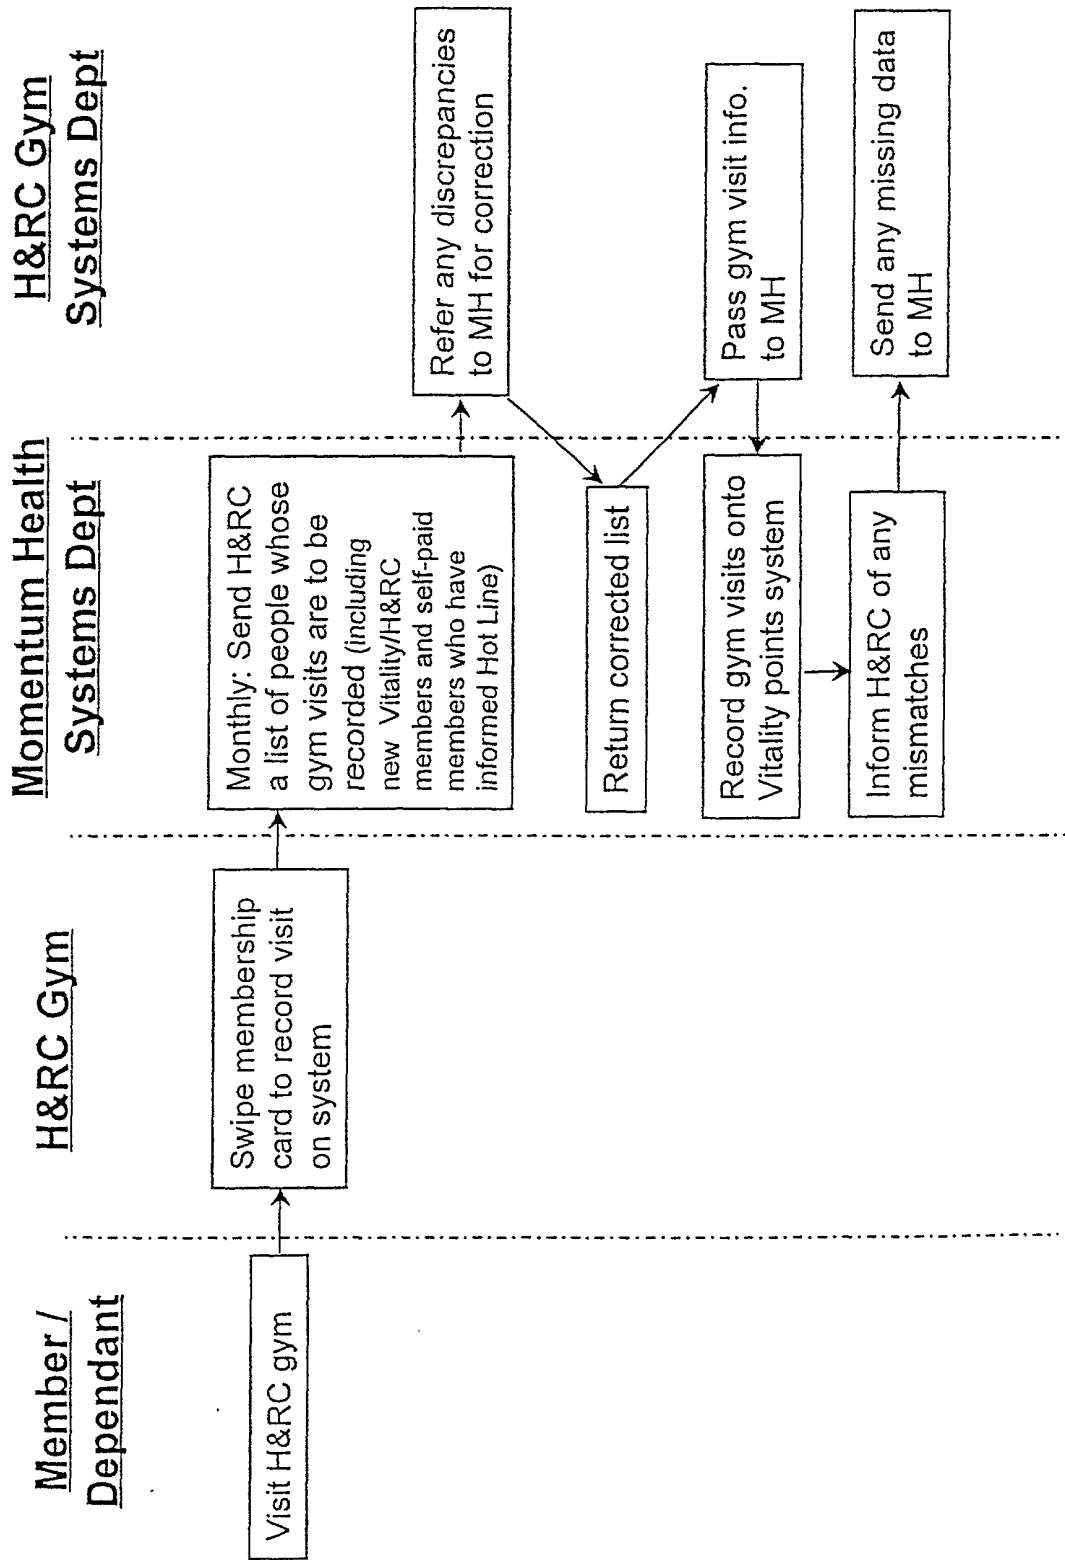 Member /
Dependant
H&RC Gym
Momentum Health
Systems Dept
H&RC Gym
Systems Dept
Visit H&RC gym
Swipe membership
card to record visit
on system
Monthly: Send H&RC
a list of people whose
gym visits are to be
recorded (including
new Vitality/H&RC
members and self-paid
members who have
informed Hot Line)
Refer any discrepancies
to MH for correction
Return corrected list
Pass gym visit info.
to MH
Record gym visits onto
Vitality points system
Inform H&RC of any
mismatches
Send any missing data
to MH